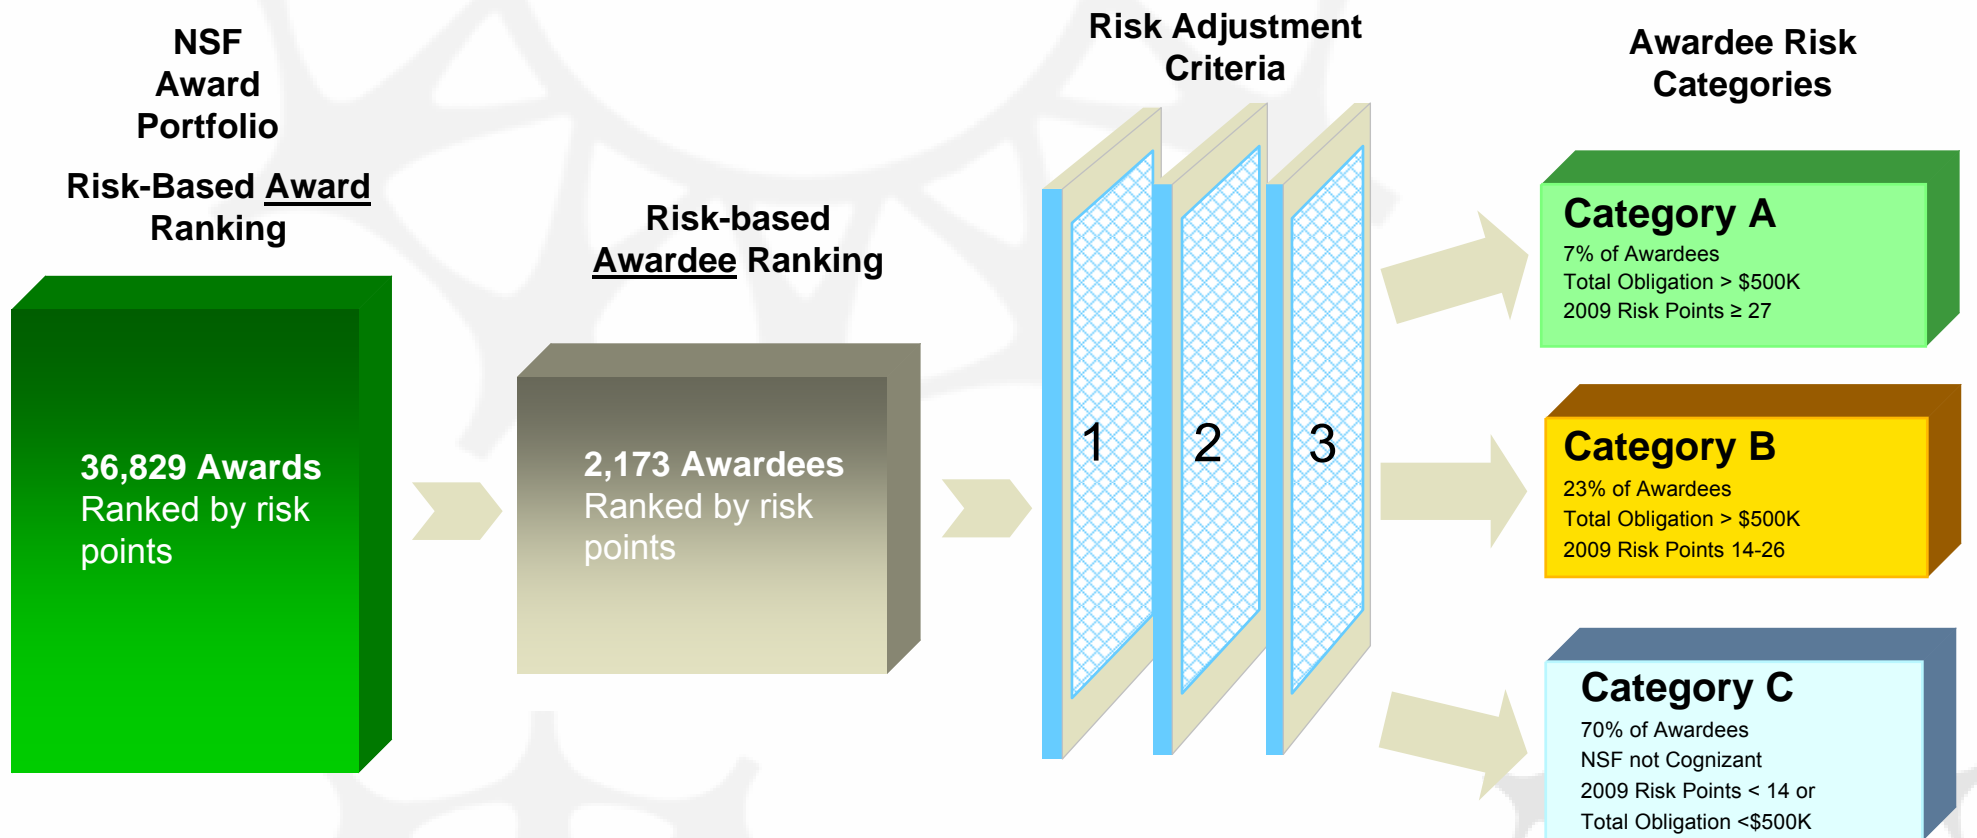 NSF
Award
Portfolio
Risk-Based Award
Ranking
36,829 Awards
Ranked by risk
points
Risk-based
Awardee Ranking
2,173 Awardees
Ranked by risk
points
Risk Adjustment
Criteria
1
2
3
Awardee Risk
Categories
Category A
7% of Awardees
Total Obligation > $500K
2009 Risk Points ≥ 27
Category B
23% of Awardees
Total Obligation > $500K
2009 Risk Points 14-26
Category C
70% of Awardees
NSF not Cognizant
2009 Risk Points < 14 or
Total Obligation <$500K